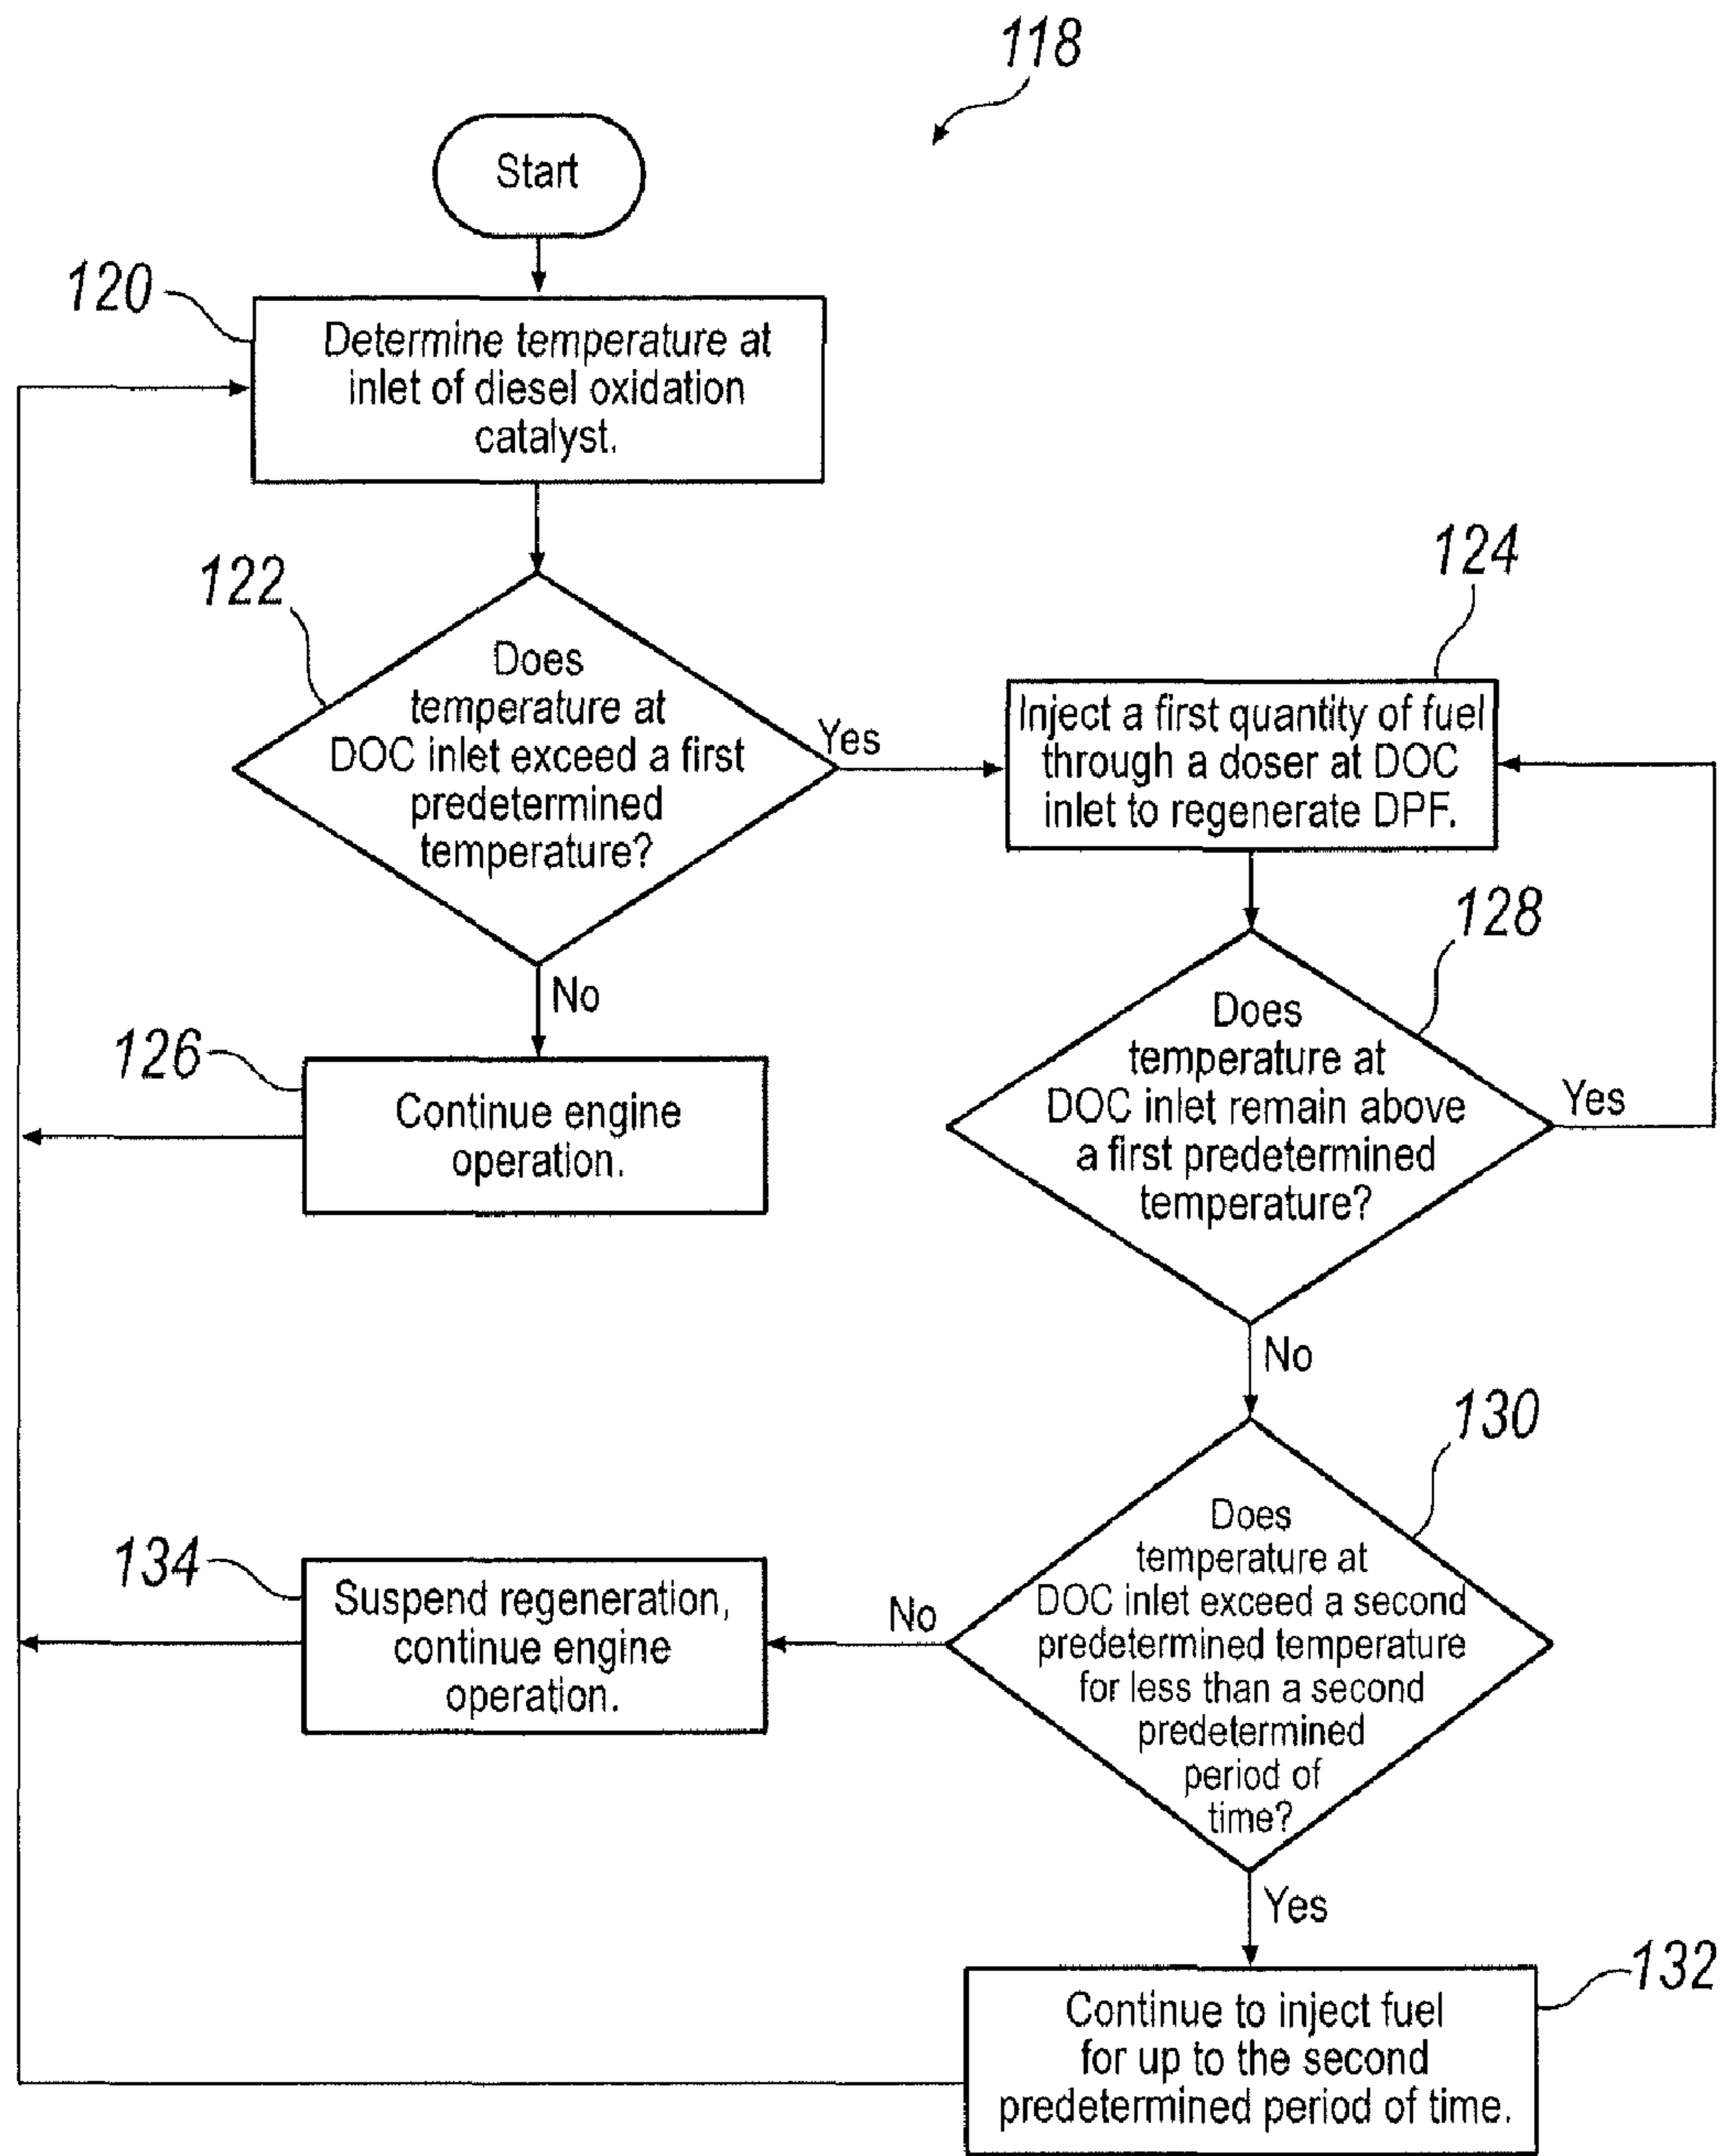 118
Start
120
Determine temperature at
inlet of diesel oxidation
catalyst.
122
Does
temperature at
DOC inlet exceed a first
predetermined
temperature?
Yes
124
Inject a first quantity of fuel
through a doser at DOC
inlet to regenerate DPF.
No
126
Continue engine
operation.
128
Does
temperature at
DOC inlet remain above
a first predetermined
temperature?
Yes
No
130
Does
temperature at
DOC inlet exceed a second
predetermined temperature
for less than a second
predetermined
period of
time?
No
134
Suspend regeneration,
continue engine
operation.
Yes
132
Continue to inject fuel
for up to the second
predetermined period of time.